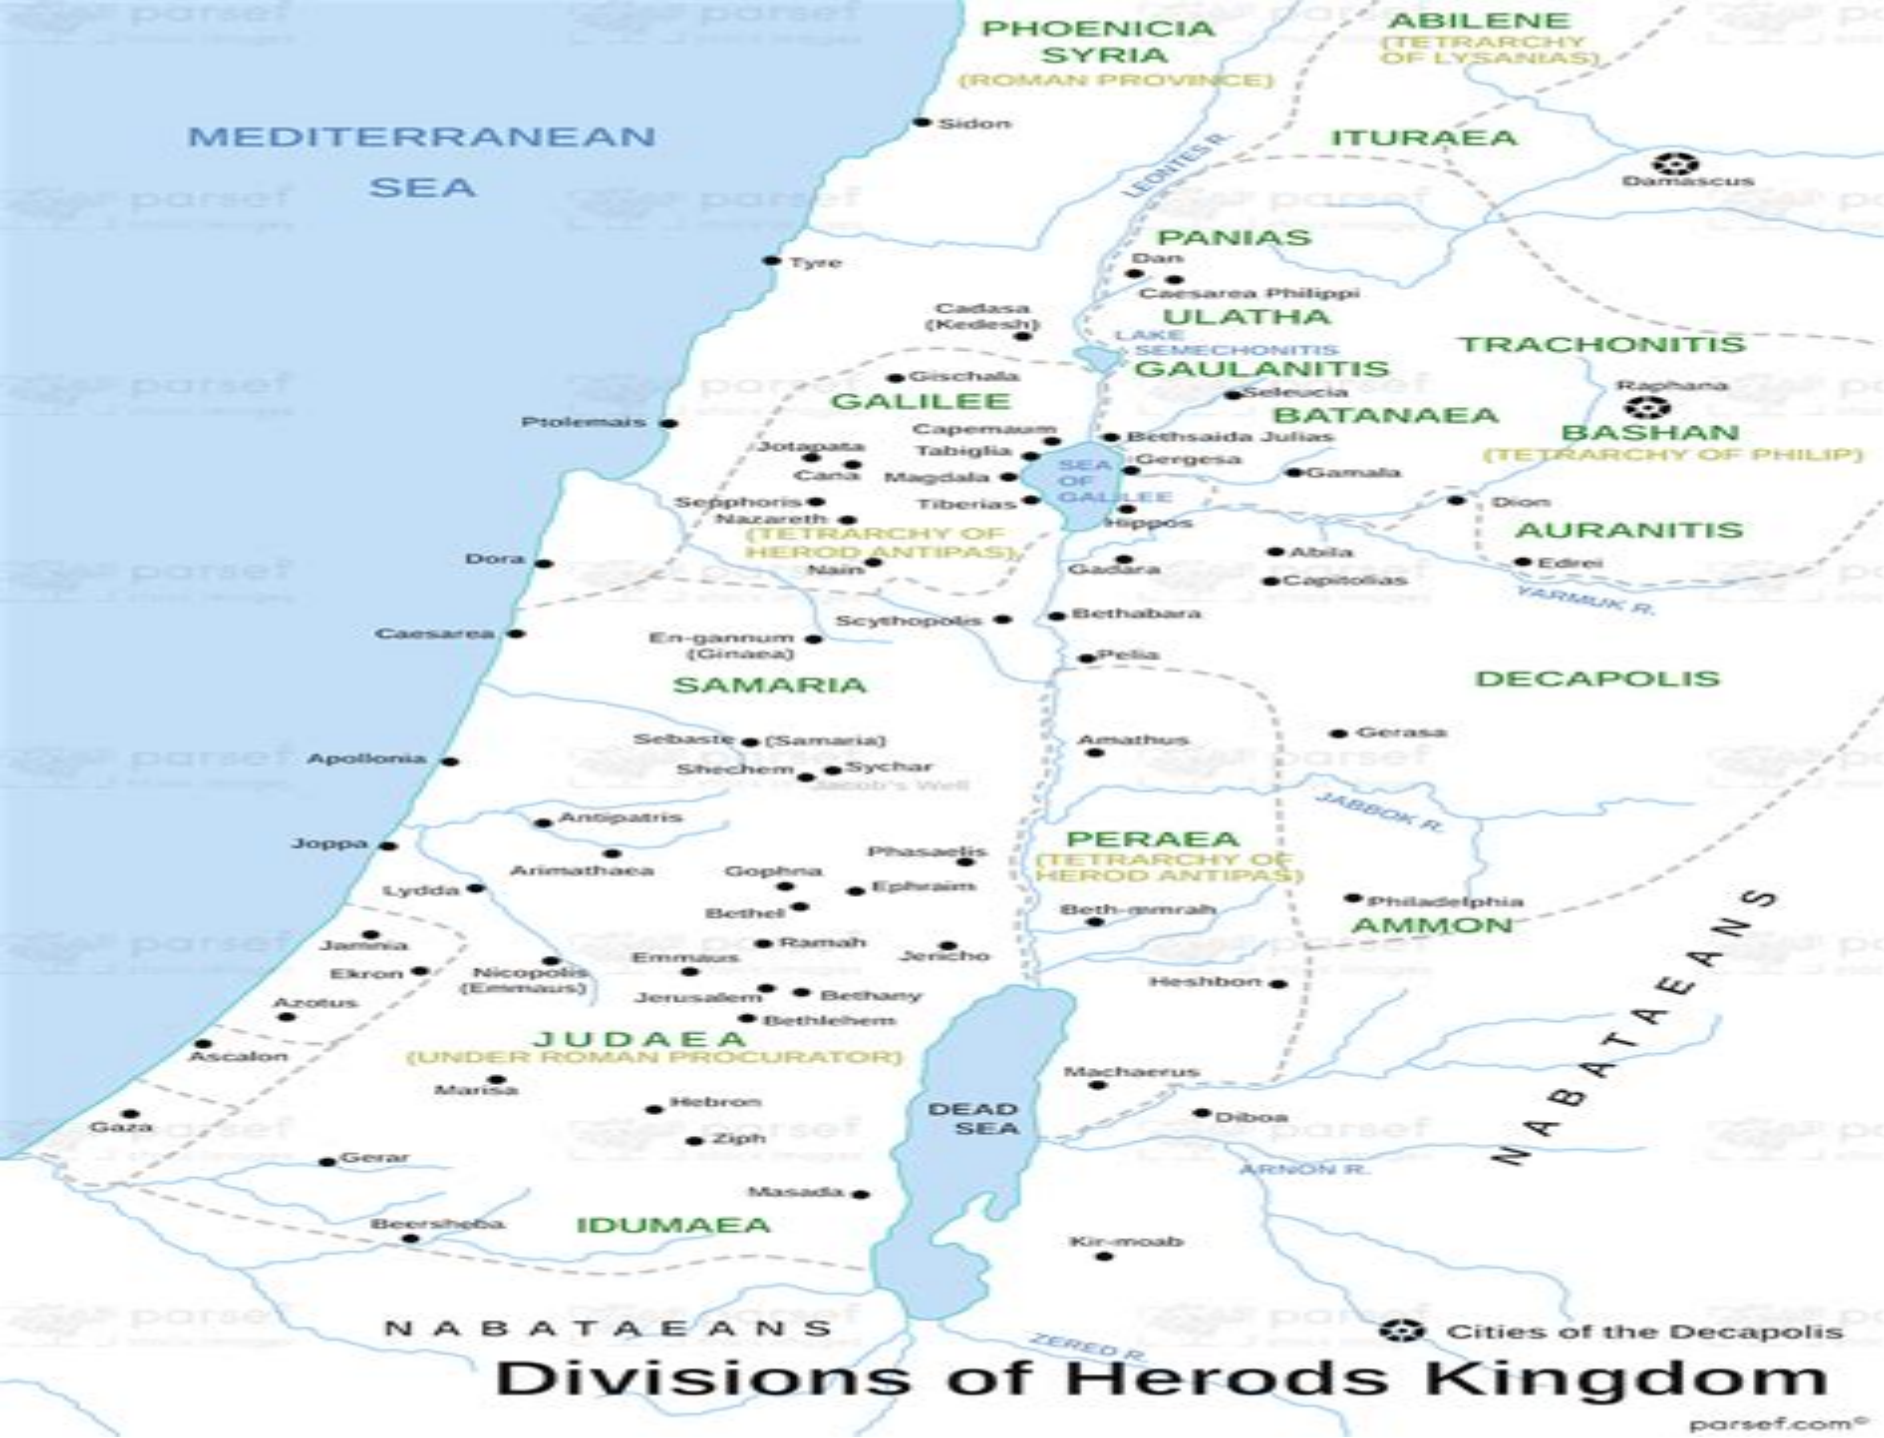 PHOENICIA
SYRIA
(ROMAN PROVINCE)
ABILENE
(TETRARCHY
OF LYSANIAS)
MEDITERRANEAN
SEA
Sidon
LEONTES R.
ITURAEA
Damascus
Tyre
PANIAS
Dan
Caesarea Philippi
ULATHA
Cadasa
(Kedesh)
LAKE
SEMECHONITIS
TRACHONITIS
Gischala
GAULANITIS
Seleucia
Raphana
GALILEE
BATANAEA
Ptolemais
Capernaum
Bethsaida Julias
BASHAN
(TETRARCHY OF PHILIP)
Jotapata
Tabiglia
SEA
OF
GALILEE
Gergesa
Cana
Magdala
Gamala
Sepphoris
Tiberias
Dion
Nazareth
Hippos
(TETRARCHY OF
HEROD ANTIPAS)
AURANITIS
Dora
Nain
Gadara
Abila
Edrei
Capitolias
YARMUK R.
Scythopolis
Bethabara
Caesarea
En-gannum
(Ginaea)
Pelia
SAMARIA
DECAPOLIS
Sebaste
(Samaria)
Amathus
Gerasa
Apollonia
Shechem
Sychar
Jacob's Well
JABBOK R.
Antipatris
Joppa
PERAEA
(TETRARCHY OF
HEROD ANTIPAS)
Arimathaea
Phasaelis
Gophna
Lydda
Ephraim
Philadelphia
Bethel
Beth-mmrah
AMMON
Jamnia
Ramah
Jericho
Ekron
Nicopolis
(Emmaus)
Emmaus
Heshbon
NABATAEANS
Azotus
Jerusalem
Bethany
Bethlehem
JUDAEA
(UNDER ROMAN PROCURATOR)
Ascalon
Marisa
Machaerus
Hebron
DEAD
SEA
Diboa
Gaza
Ziph
Gerar
ARNON R.
Masada
Beersheba
IDUMAEA
Kir-moab
NABATAEANS
ZERED R.
Cities of the Decapolis
Divisions of Herods Kingdom
parsef.com©